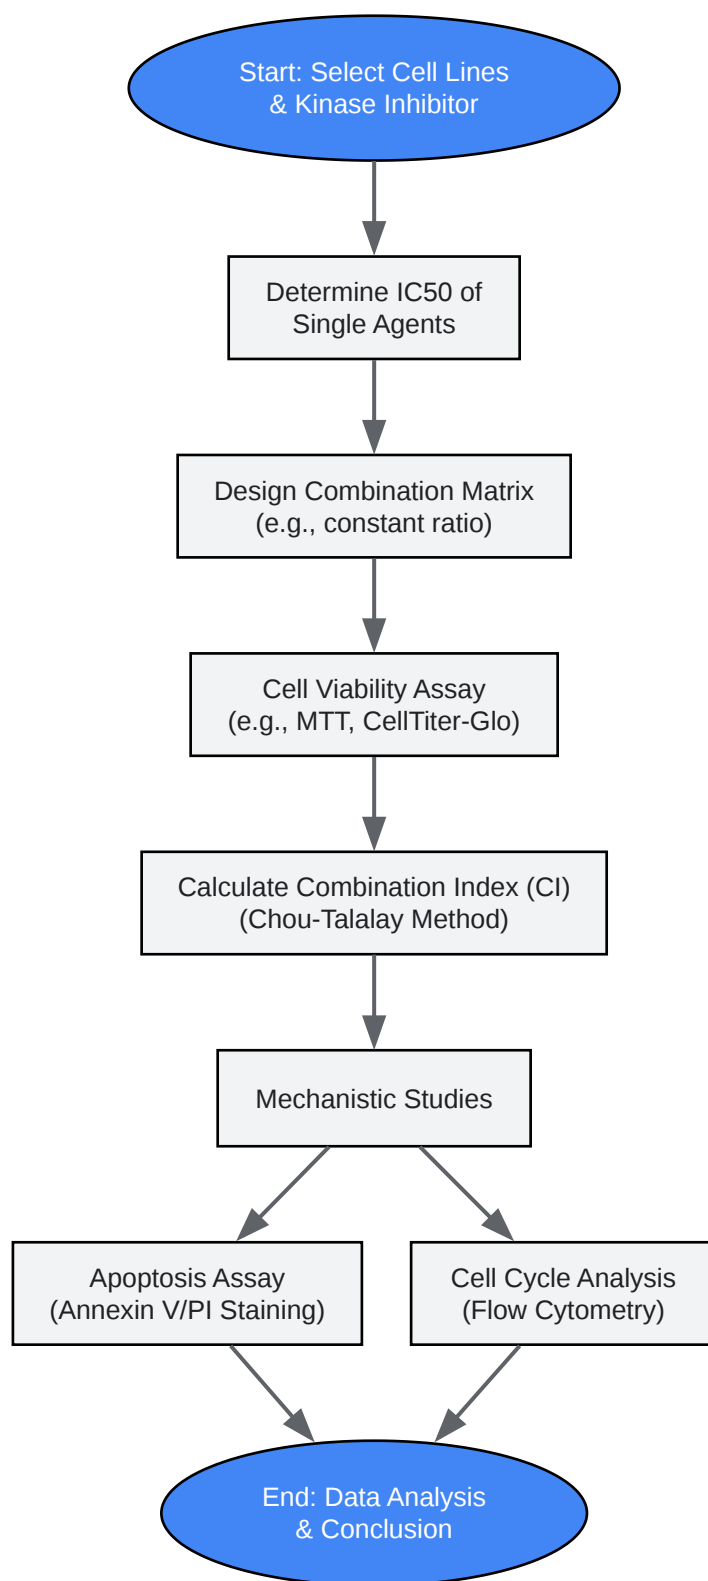 Start: Select Cell Lines
& Kinase Inhibitor
Determine IC50 of
Single Agents
Design Combination Matrix
(e.g., constant ratio)
Cell Viability Assay
(e.g., MTT, CellTiter-Glo)
Calculate Combination Index (CI)
(Chou-Talalay Method)
Mechanistic Studies
Apoptosis Assay
(Annexin V/PI Staining)
Cell Cycle Analysis
(Flow Cytometry)
End: Data Analysis
& Conclusion